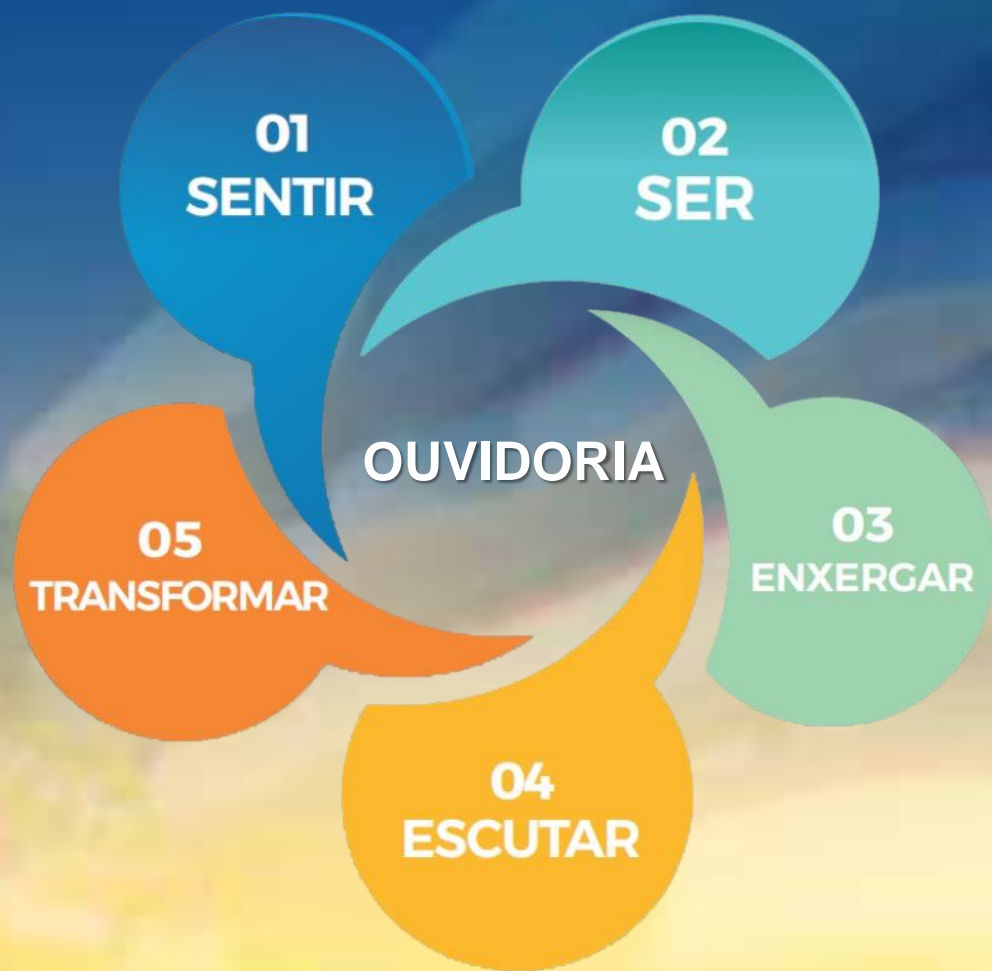 01
SENTIR
02
SER
OUVIDORIA
03
ENXERGAR
04
ESCUTAR
05
TRANSFORMAR